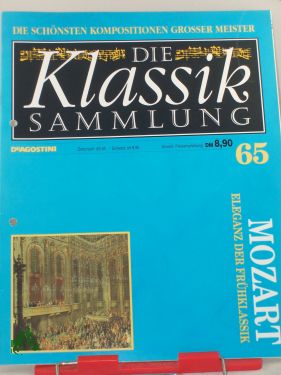 DIE SCHÖNSTEN KOMPOSITIONEN GROSSER MEISTER
DIE
Klassik
SAMMLUNG
DeAGOSTINI
DM 8,90
65
MOZART
ELEGANZ DER FRÜHKLASSIK